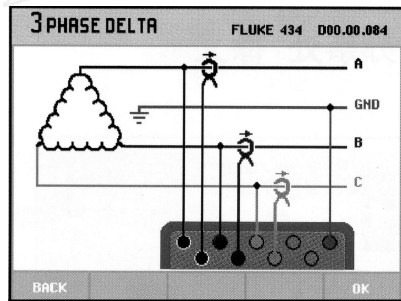 3 PHASE DELTA FLUKE 434 D00.00.084
A
GND
B
C
BACK OK